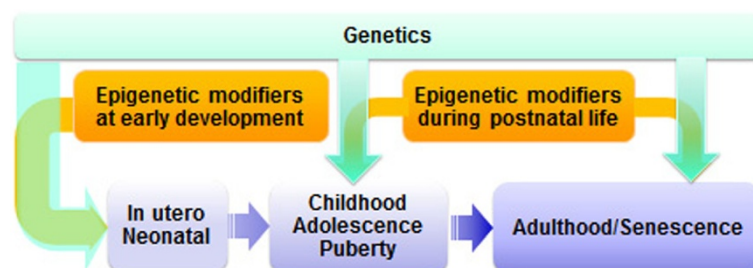 Genetics
Epigenetic modifiers
at early development
Epigenetic modifiers
during postnatal life
In utero
Neonatal
Childhood
Adolescence
Puberty
Adulthood/Senescence